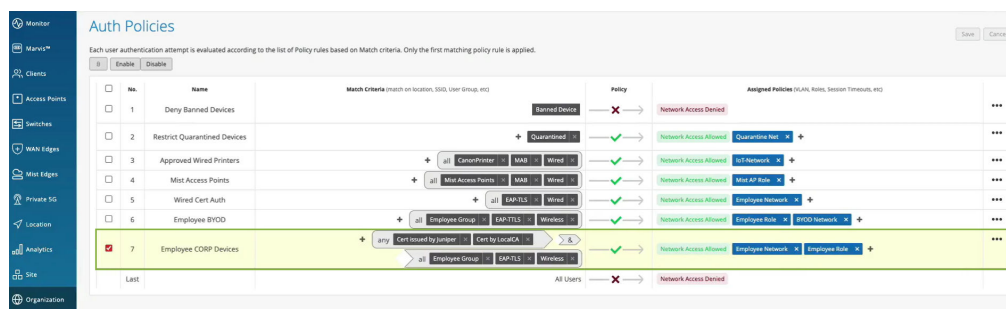 Monitor
Marvis™
Clients
Access Points
Switches
WAN Edges
Mist Edges
Private 5G
Location
Analytics
Site
Organization
Auth Policies
Save Cancel
Each user authentication attempt is evaluated according to the list of Policy rules based on Match criteria. Only the first matching policy rule is applied.
Enable Disable
No. Name Match Criteria (match on location, SSID, User Group, etc) Policy Assigned Policies (VLAN, Roles, Session Timeouts, etc)
1 Deny Banned Devices Banned Device Network Access Denied
2 Restrict Quarantined Devices + Quarantined × Network Access Allowed Quarantine Net × +
3 Approved Wired Printers + all CanonPrinter × MAB × Wired × Network Access Allowed IoT-Network × +
4 Mist Access Points + all Mist Access Points × MAB × Wired × Network Access Allowed Mist AP Role × +
5 Wired Cert Auth + all EAP-TLS × Wired × Network Access Allowed Employee Network × +
6 Employee BYOD + all Employee Group × EAP-TTLS × Wireless × Network Access Allowed Employee Role × BYOD Network × +
7 Employee CORP Devices + any Cert issued by Juniper × Cert by LocalCA × & Network Access Allowed Employee Network × Employee Role × +
all Employee Group × EAP-TLS × Wireless ×
Last All Users Network Access Denied